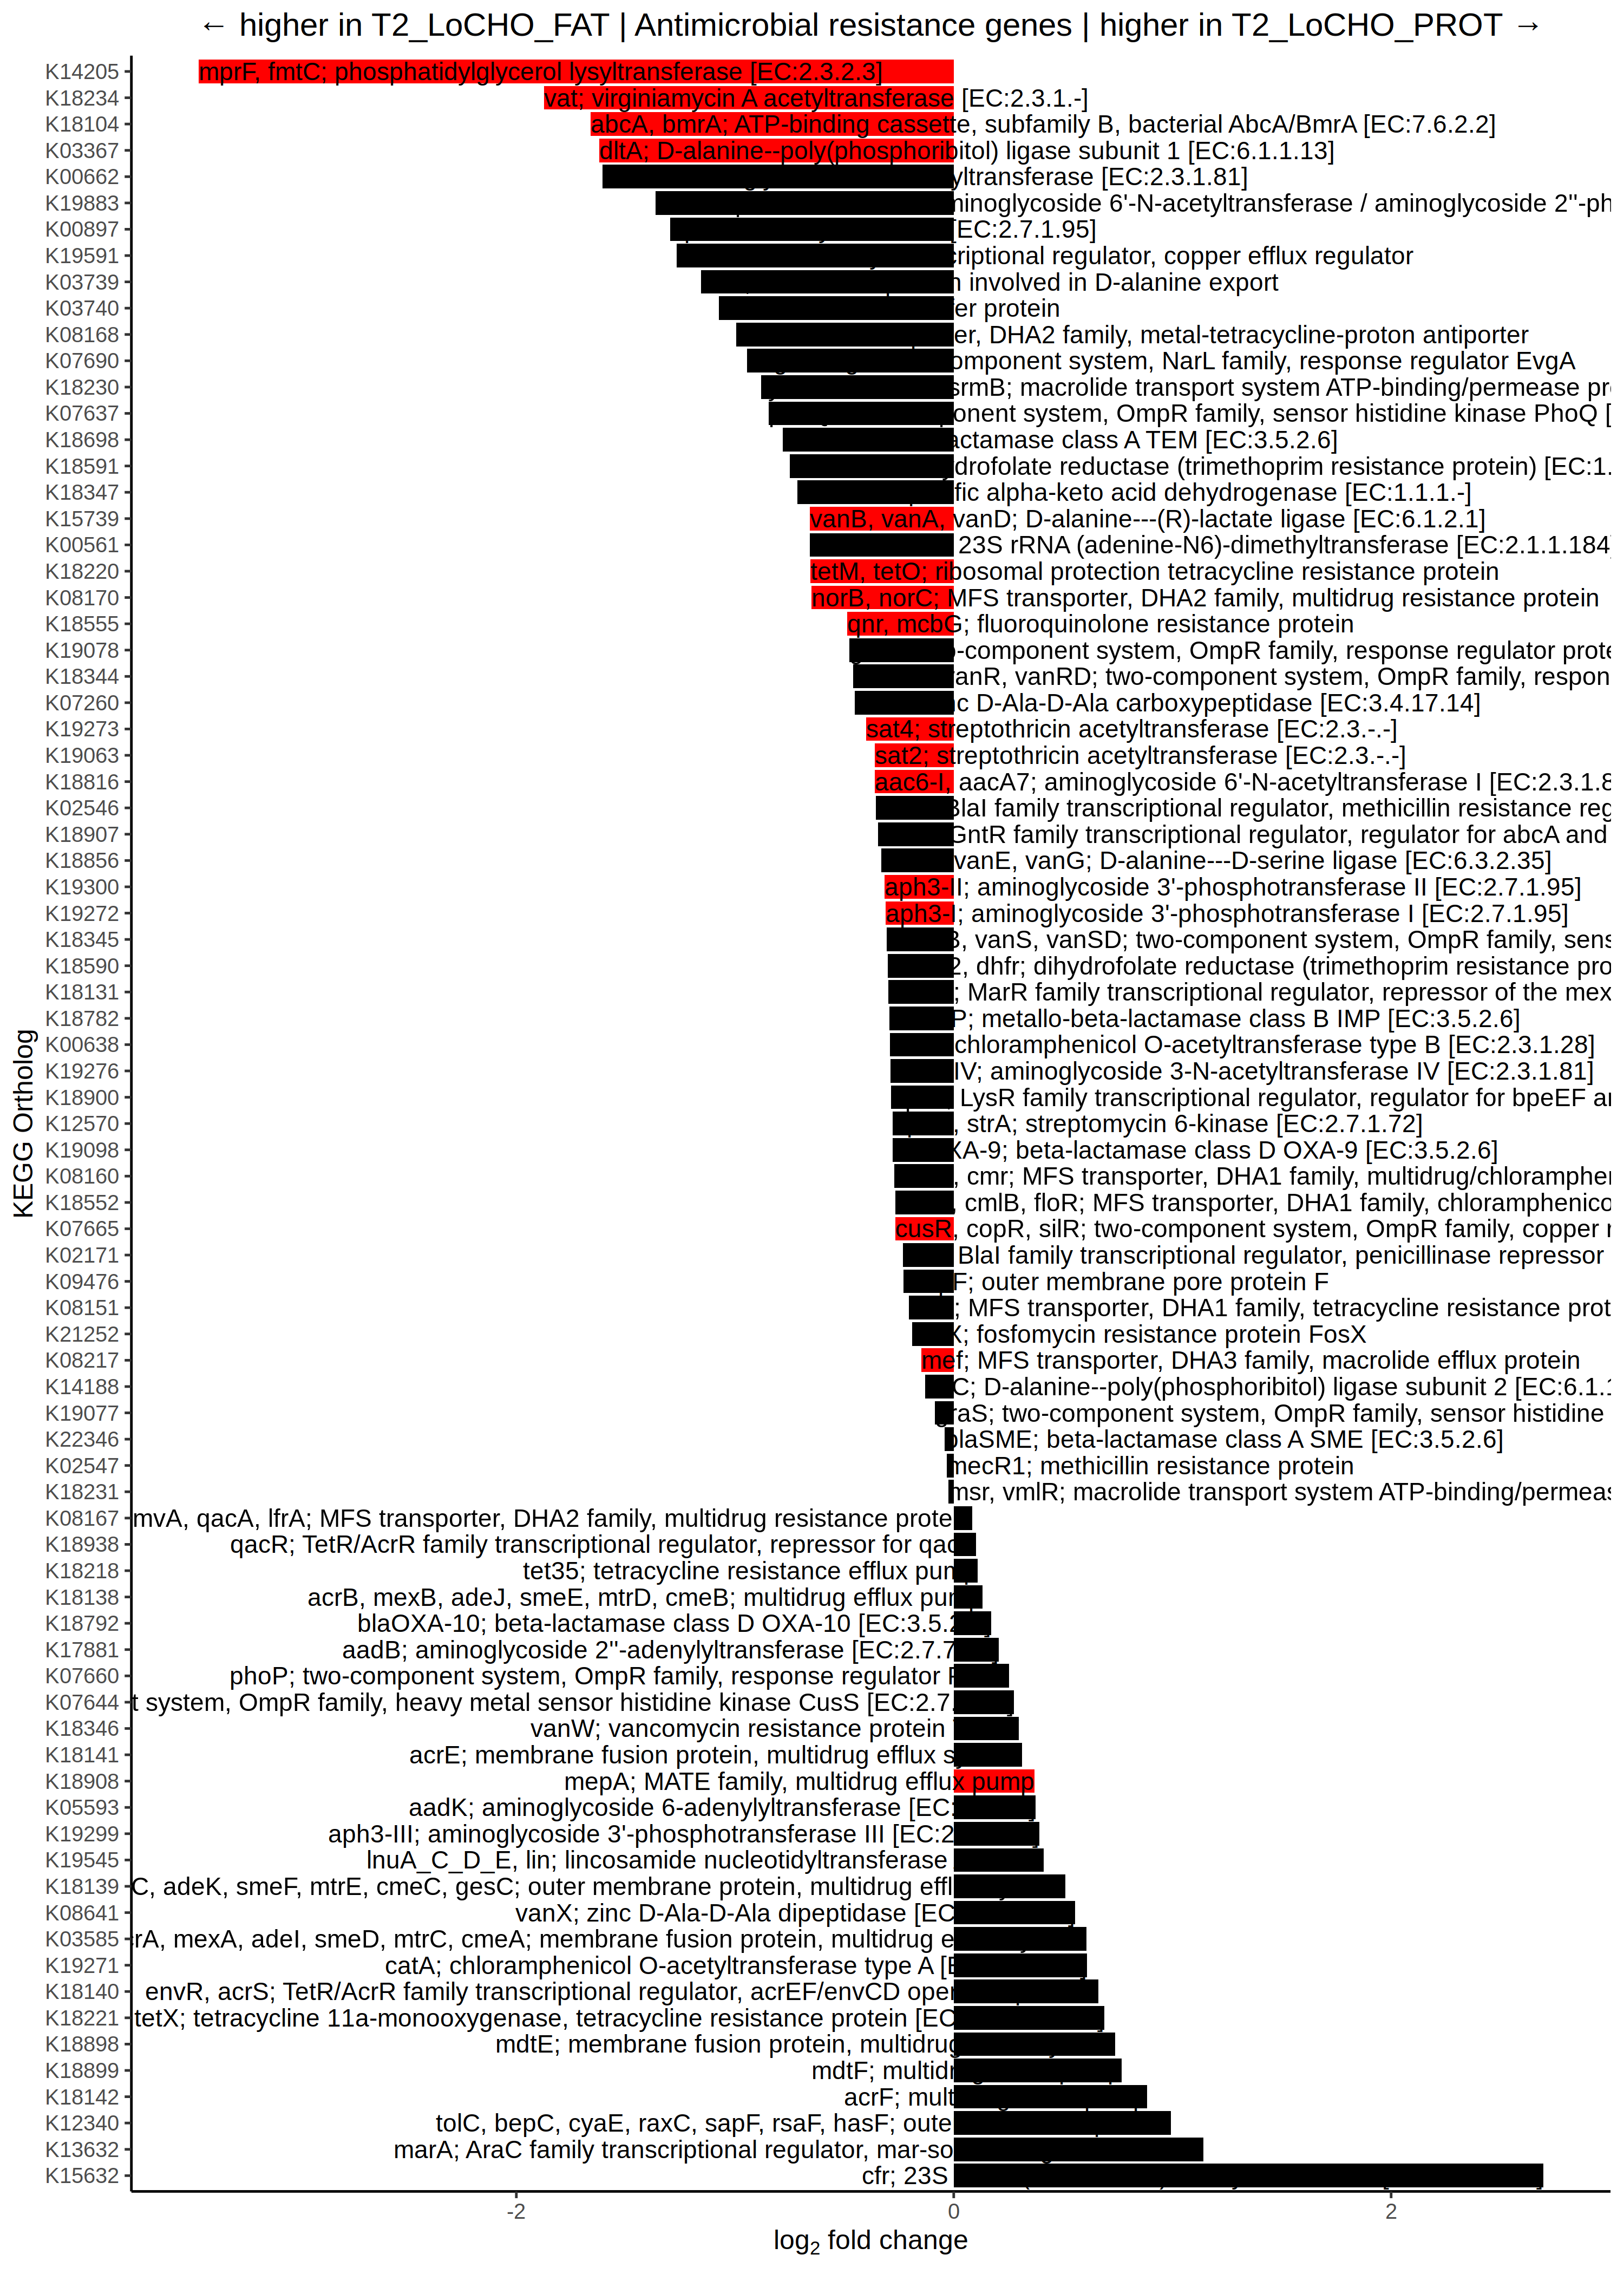 ← higher in T2_LoCHO_FAT | Antimicrobial resistance genes | higher in T2_LoCHO_PROT →
K14205 mprF, fmtC; phosphatidylglycerol lysyltransferase [EC:2.3.2.3]
K18234 vat; virginiamycin A acetyltransferase [EC:2.3.1.-]
K18104 abcA, bmrA; ATP-binding cassette, subfamily B, bacterial AbcA/BmrA [EC:7.6.2.2]
K03367 dltA; D-alanine--poly(phosphoribitol) ligase subunit 1 [EC:6.1.1.13]
K00662 yltransferase [EC:2.3.1.81]
K19883 minoglycoside 6'-N-acetyltransferase / aminoglycoside 2''-ph
K00897 [EC:2.7.1.95]
K19591 criptional regulator, copper efflux regulator
K03739 involved in D-alanine export
K03740 er protein
K08168 er, DHA2 family, metal-tetracycline-proton antiporter
K07690 omponent system, NarL family, response regulator EvgA
K18230 srmB; macrolide transport system ATP-binding/permease pr
K07637 onent system, OmpR family, sensor histidine kinase PhoQ [
K18698 actamase class A TEM [EC:3.5.2.6]
K18591 drofolate reductase (trimethoprim resistance protein) [EC:1.
K18347 fic alpha-keto acid dehydrogenase [EC:1.1.1.-]
K15739 vanB, vanA, vanD; D-alanine---(R)-lactate ligase [EC:6.1.2.1]
K00561 23S rRNA (adenine-N6)-dimethyltransferase [EC:2.1.1.184]
K18220 tetM, tetO; ribosomal protection tetracycline resistance protein
K08170 norB, norC; MFS transporter, DHA2 family, multidrug resistance protein
K18555 qnr, mcbG; fluoroquinolone resistance protein
K19078 -component system, OmpR family, response regulator prote
K18344 anR, vanRD; two-component system, OmpR family, respon
K07260 c D-Ala-D-Ala carboxypeptidase [EC:3.4.17.14]
K19273 sat4; streptothricin acetyltransferase [EC:2.3.-.-]
K19063 sat2; streptothricin acetyltransferase [EC:2.3.-.-]
K18816 aac6-I, aacA7; aminoglycoside 6'-N-acetyltransferase I [EC:2.3.1.8
K02546 BlaI family transcriptional regulator, methicillin resistance reg
K18907 GntR family transcriptional regulator, regulator for abcA and
K18856 vanE, vanG; D-alanine---D-serine ligase [EC:6.3.2.35]
K19300 aph3-II; aminoglycoside 3'-phosphotransferase II [EC:2.7.1.95]
K19272 aph3-I; aminoglycoside 3'-phosphotransferase I [EC:2.7.1.95]
K18345 , vanS, vanSD; two-component system, OmpR family, sens
K18590 2, dhfr; dihydrofolate reductase (trimethoprim resistance pro
K18131 ; MarR family transcriptional regulator, repressor of the mex
K18782 P; metallo-beta-lactamase class B IMP [EC:3.5.2.6]
K00638 chloramphenicol O-acetyltransferase type B [EC:2.3.1.28]
K19276 IV; aminoglycoside 3-N-acetyltransferase IV [EC:2.3.1.81]
K18900 LysR family transcriptional regulator, regulator for bpeEF ar
K12570 , strA; streptomycin 6-kinase [EC:2.7.1.72]
K19098 XA-9; beta-lactamase class D OXA-9 [EC:3.5.2.6]
K08160 , cmr; MFS transporter, DHA1 family, multidrug/chlorampher
K18552 , cmlB, floR; MFS transporter, DHA1 family, chloramphenico
K07665 cusR, copR, silR; two-component system, OmpR family, copper r
K02171 BlaI family transcriptional regulator, penicillinase repressor
K09476 F; outer membrane pore protein F
K08151 ; MFS transporter, DHA1 family, tetracycline resistance prot
K21252 X; fosfomycin resistance protein FosX
K08217 mef; MFS transporter, DHA3 family, macrolide efflux protein
K14188 C; D-alanine--poly(phosphoribitol) ligase subunit 2 [EC:6.1.1
K19077 raS; two-component system, OmpR family, sensor histidine
K22346 blaSME; beta-lactamase class A SME [EC:3.5.2.6]
K02547 mecR1; methicillin resistance protein
K18231 msr, vmlR; macrolide transport system ATP-binding/permeas
K08167 mvA, qacA, lfrA; MFS transporter, DHA2 family, multidrug resistance prote
K18938 qacR; TetR/AcrR family transcriptional regulator, repressor for qac
K18218 tet35; tetracycline resistance efflux pum
K18138 acrB, mexB, adeJ, smeE, mtrD, cmeB; multidrug efflux pum
K18792 blaOXA-10; beta-lactamase class D OXA-10 [EC:3.5.2
K17881 aadB; aminoglycoside 2''-adenylyltransferase [EC:2.7.7
K07660 phoP; two-component system, OmpR family, response regulator P
K07644 t system, OmpR family, heavy metal sensor histidine kinase CusS [EC:2.7.
K18346 vanW; vancomycin resistance protein
K18141 acrE; membrane fusion protein, multidrug efflux s
K18908 mepA; MATE family, multidrug efflux pump
K05593 aadK; aminoglycoside 6-adenylyltransferase [EC:
K19299 aph3-III; aminoglycoside 3'-phosphotransferase III [EC:2
K19545 lnuA_C_D_E, lin; lincosamide nucleotidyltransferase
K18139 C, adeK, smeF, mtrE, cmeC, gesC; outer membrane protein, multidrug effl
K08641 vanX; zinc D-Ala-D-Ala dipeptidase [EC
K03585 rA, mexA, adeI, smeD, mtrC, cmeA; membrane fusion protein, multidrug e
K19271 catA; chloramphenicol O-acetyltransferase type A [E
K18140 envR, acrS; TetR/AcrR family transcriptional regulator, acrEF/envCD oper
K18221 tetX; tetracycline 11a-monooxygenase, tetracycline resistance protein [EC
K18898 mdtE; membrane fusion protein, multidrug
K18899 mdtF; multidr
K18142 acrF; mult
K12340 tolC, bepC, cyaE, raxC, sapF, rsaF, hasF; oute
K13632 marA; AraC family transcriptional regulator, mar-so
K15632 cfr; 23S
KEGG Ortholog
-2 0 2
log2 fold change